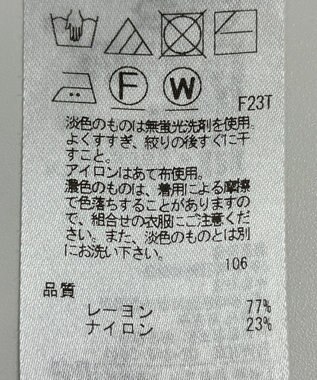 F W
F23T
淡色のものは無蛍光洗剤を使用。
よくすすぎ、絞りの後すぐに干
すこと。
アイロンはあて布使用。
濃色のものは、着用による摩擦
で色落ちすることがありますの
で、組合せの衣服にご注意くだ
さい。また、淡色のものとは別
にお洗い下さい。
106
品質
レーヨン 77%
ナイロン 23%